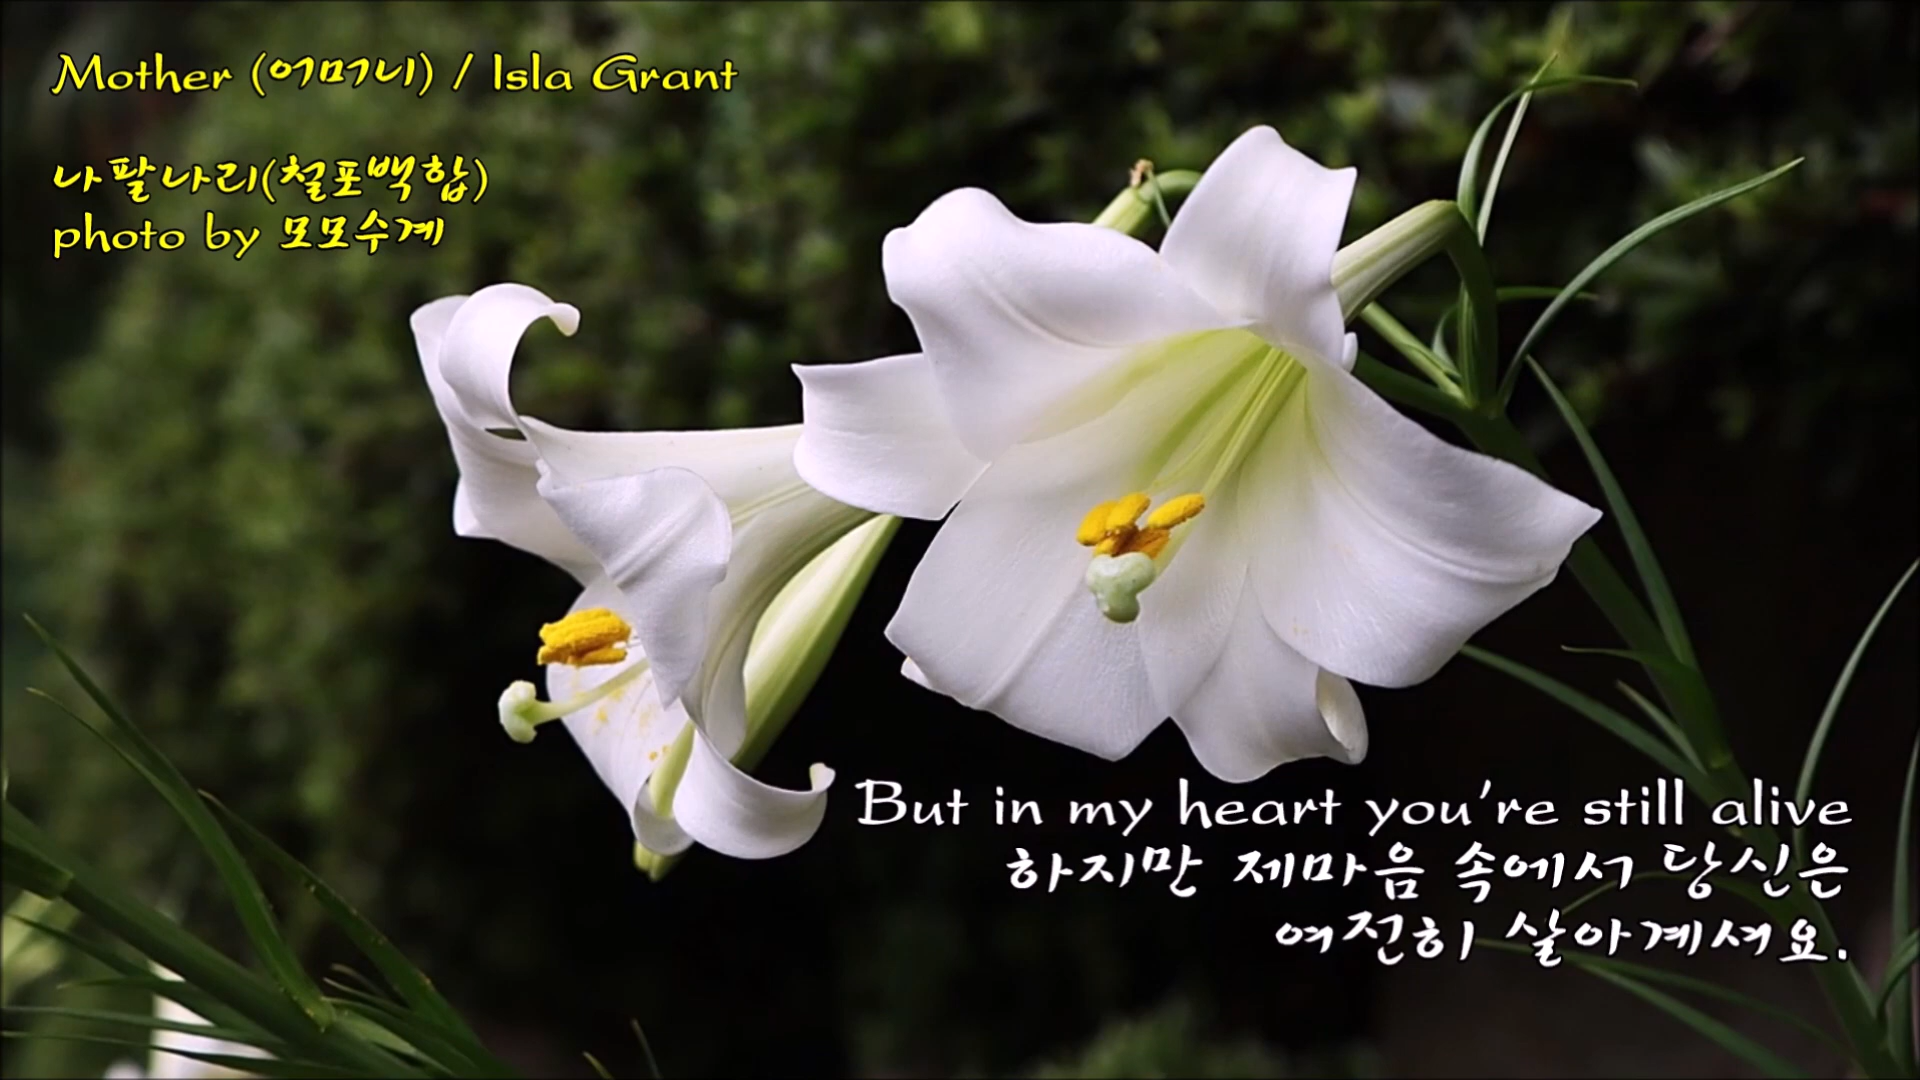 Mother (어머니) / Isla Grant
나팔나리(철포백합)
photo by 모모수계
But in my heart you're still alive
하지만 제마음 속에서 당신은
여전히 살아계셔요.